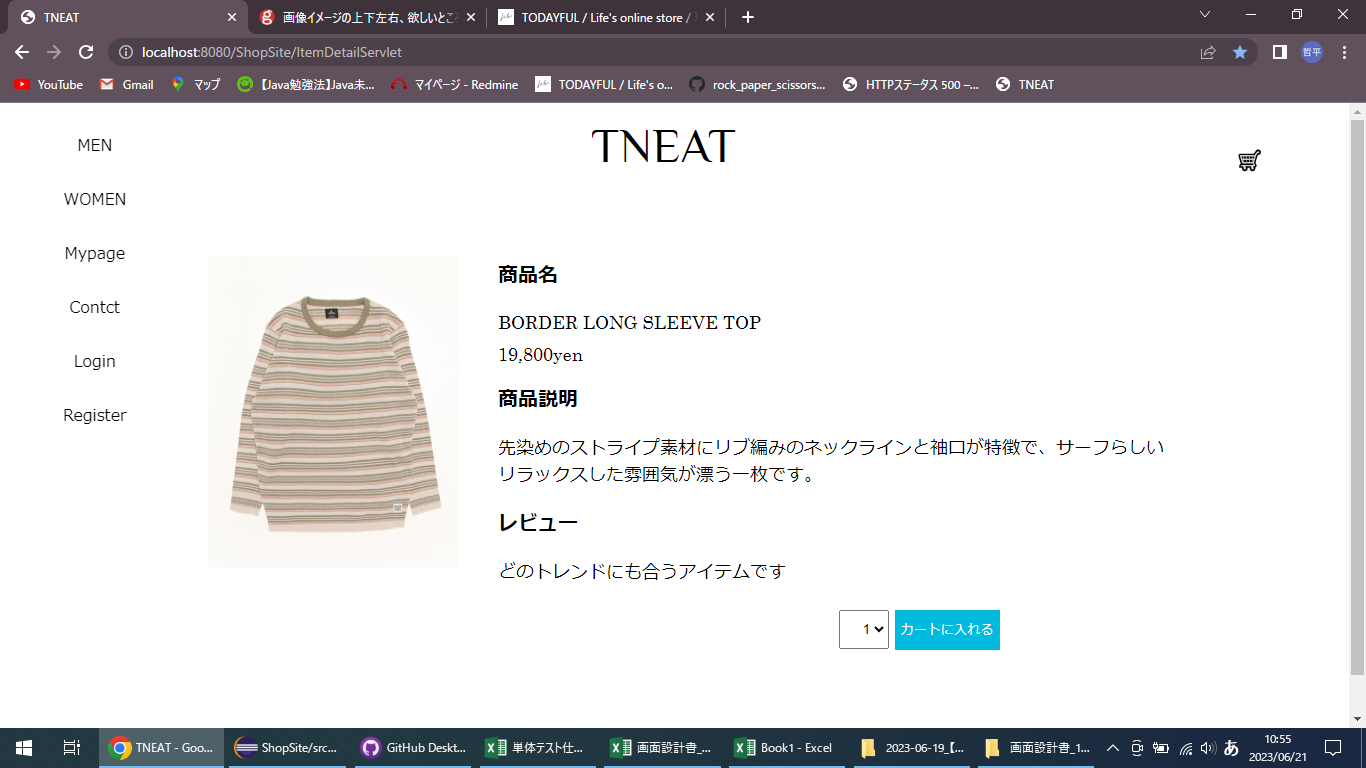 TNEAT
画像イメージの上下左右、欲しいとこ
TODAYFUL / Life's online store /
localhost:8080/ShopSite/ItemDetailServlet
哲平
YouTube
Gmail
マップ
【Java勉強法】Java未...
マイページ - Redmine
TODAYFUL / Life's o...
rock_paper_scissors...
HTTPステータス 500 –...
TNEAT
MEN
WOMEN
Mypage
Contct
Login
Register
TNEAT
商品名
BORDER LONG SLEEVE TOP
19,800yen
商品説明
先染めのストライプ素材にリブ編みのネックラインと袖口が特徴で、サーフらしい
リラックスした雰囲気が漂う一枚です。
レビュー
どのトレンドにも合うアイテムです
1
カートに入れる
TNEAT - Goo...
ShopSite/src...
GitHub Deskt...
単体テスト仕...
画面設計書_...
Book1 - Excel
2023-06-19_【...
画面設計書_1...
あ
10:55
2023/06/21